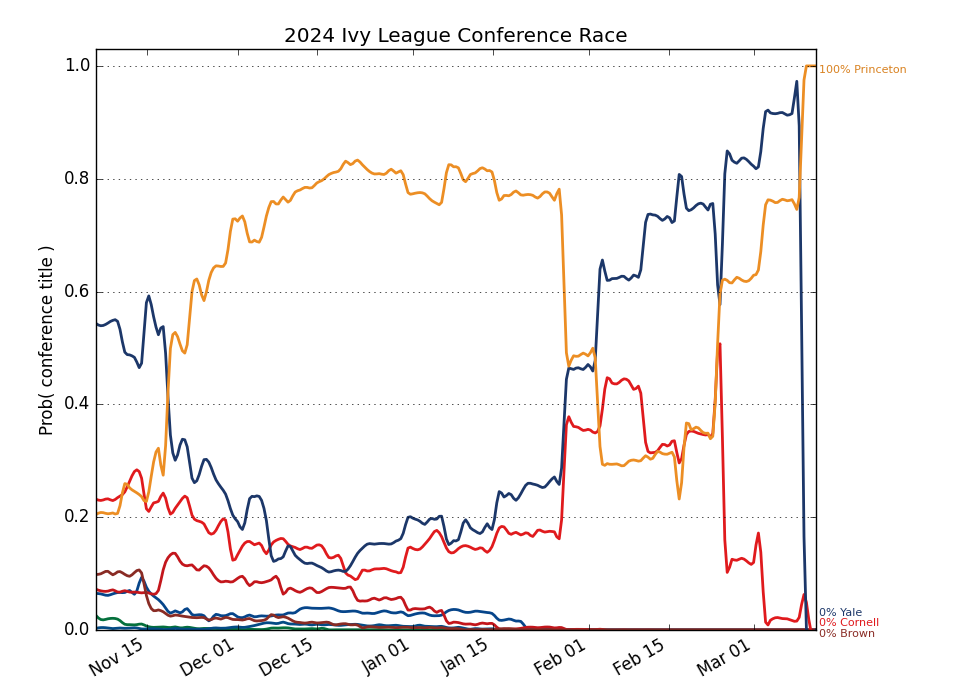 2024 Ivy League Conference Race
Prob( conference title )
1.0
0.8
0.6
0.4
0.2
0.0
100% Princeton
0% Yale
0% Cornell
0% Brown
Nov 15
Dec 01
Dec 15
Jan 01
Jan 15
Feb 01
Feb 15
Mar 01